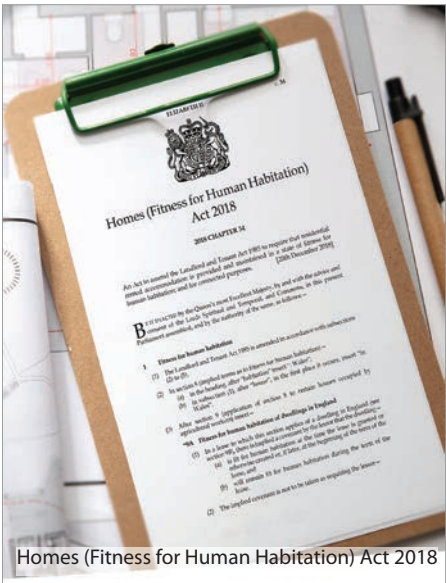 ELIZABETH II
c. 34
Homes (Fitness for Human Habitation)
Act 2018
2018 CHAPTER 34
An Act to amend the Landlord and Tenant Act 1985 to require that residential
rented accommodation is provided and maintained in a state of fitness for
human habitation; and for connected purposes. [20th December 2018]
BE IT ENACTED by the Queen's most Excellent Majesty, by and with the advice and
consent of the Lords Spiritual and Temporal, and Commons, in this present
Parliament assembled, and by the authority of the same, as follows:—
1 Fitness for human habitation
(1) The Landlord and Tenant Act 1985 is amended in accordance with subsections
(2) to (5).
(2) In section 8 (implied terms as to fitness for human habitation)—
(a) in the heading, after "habitation" insert ": Wales";
(b) in subsection (3), after "house", in the first place it occurs, insert "in
Wales".
(3) After section 9 (application of section 8 to certain houses occupied by
agricultural workers) insert—
"9A Fitness for human habitation of dwellings in England
(1) In a lease to which this section applies of a dwelling in England (see
section 9B), there is implied a covenant by the lessor that the dwelling—
(a) is fit for human habitation at the time the lease is granted or
otherwise created or, if later, at the beginning of the term of the
lease, and
(b) will remain fit for human habitation during the term of the
lease.
(2) The implied covenant is not to be taken as requiring the lessor—
Homes (Fitness for Human Habitation) Act 2018